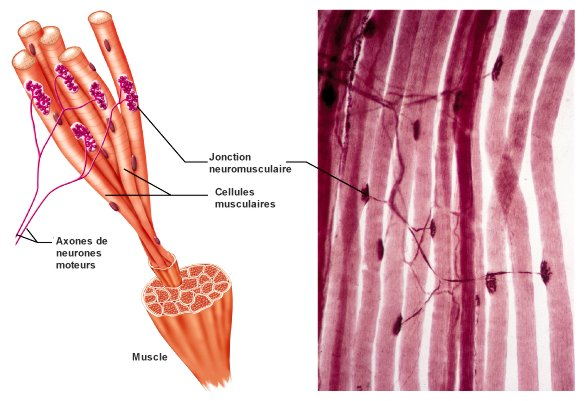 Jonction
neuromusculaire
Cellules
musculaires
Axones de
neurones
moteurs
Muscle